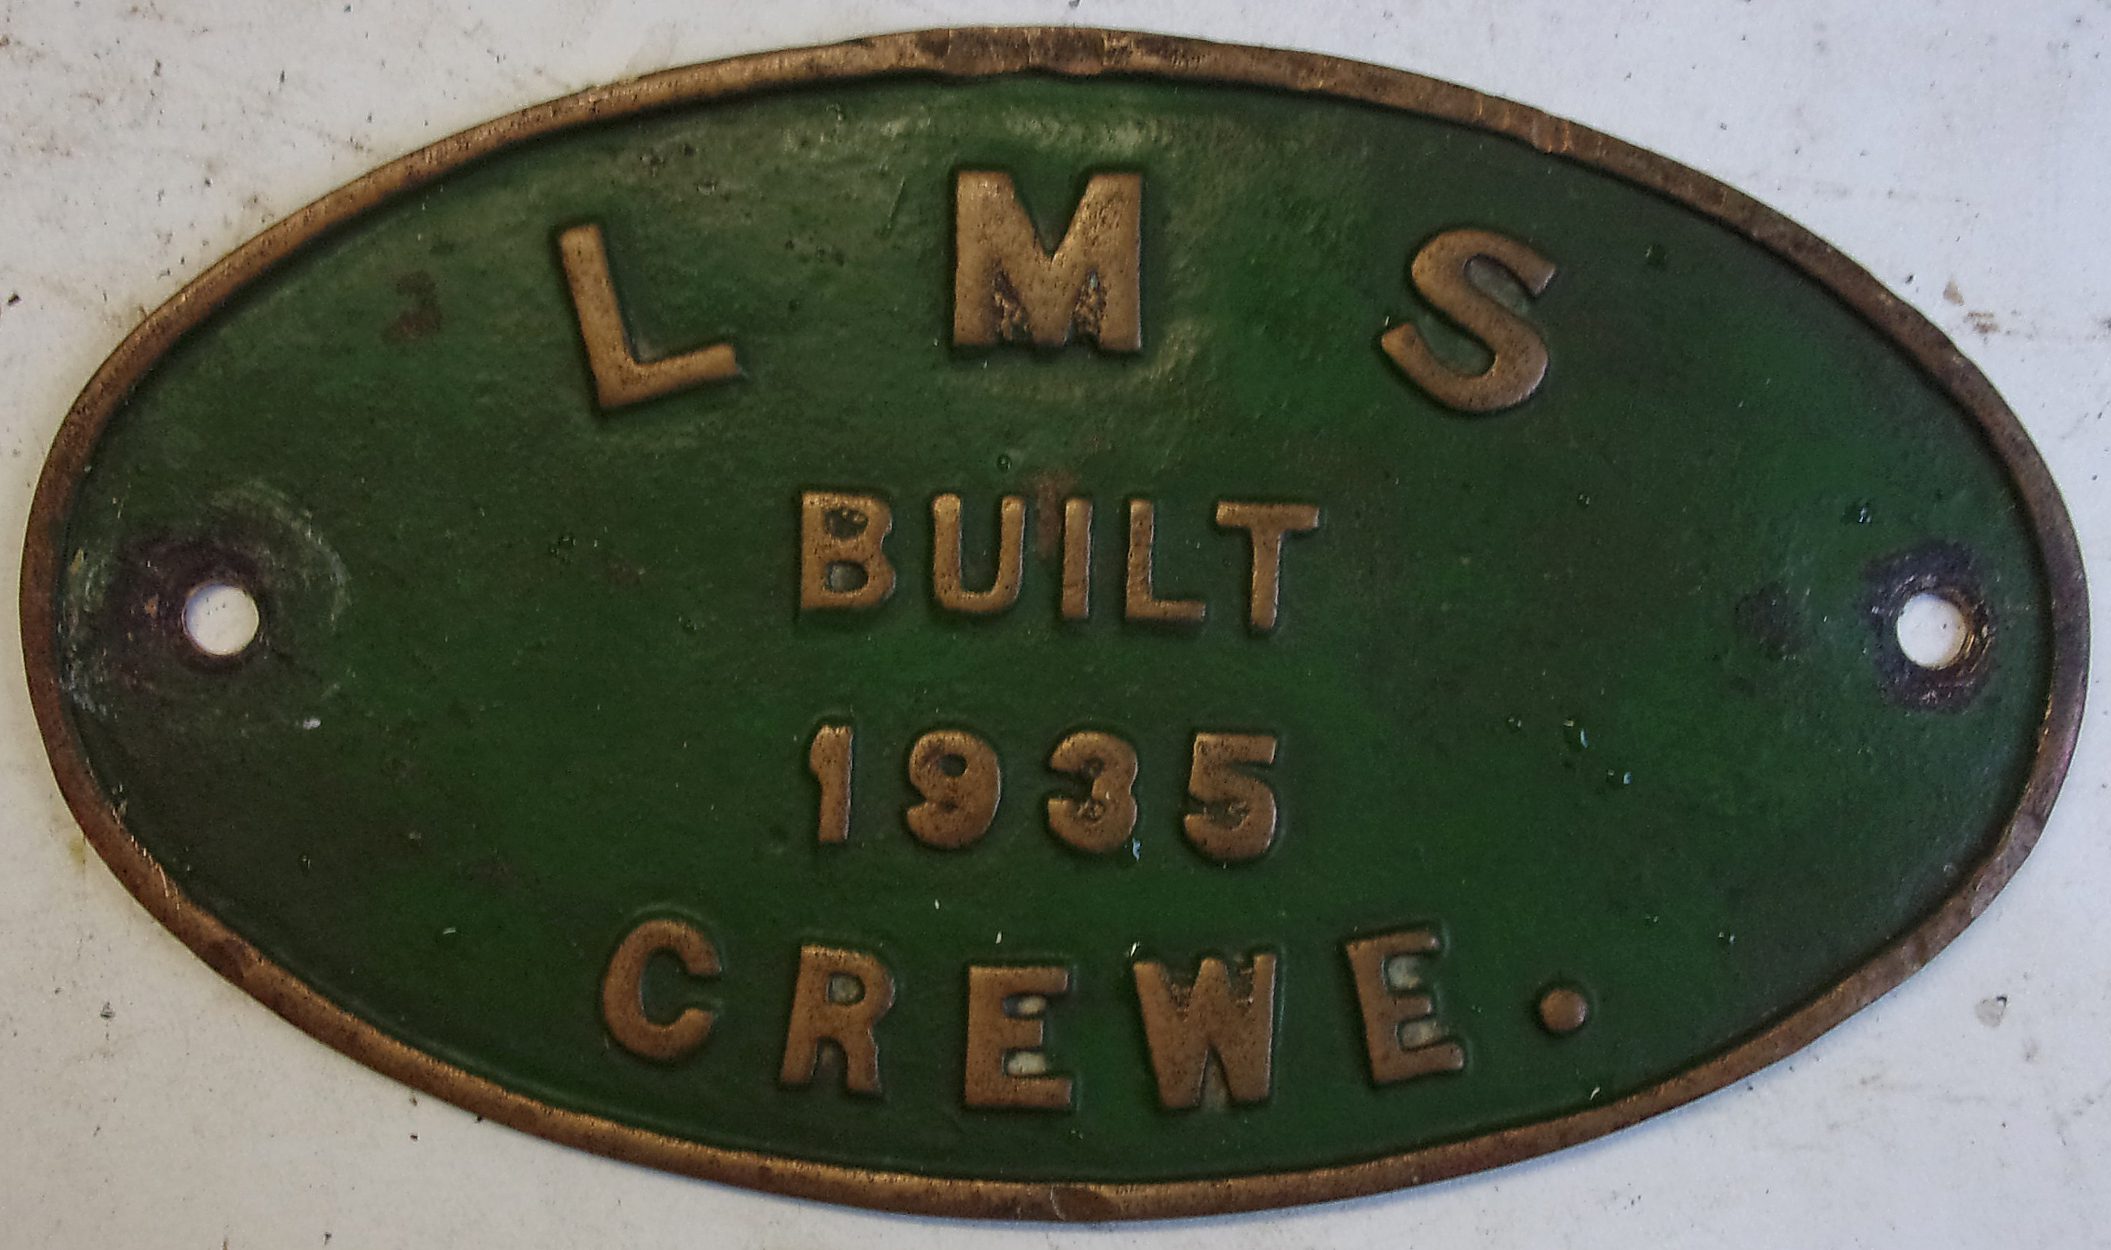 L M S
BUILT
1935
CREWE.